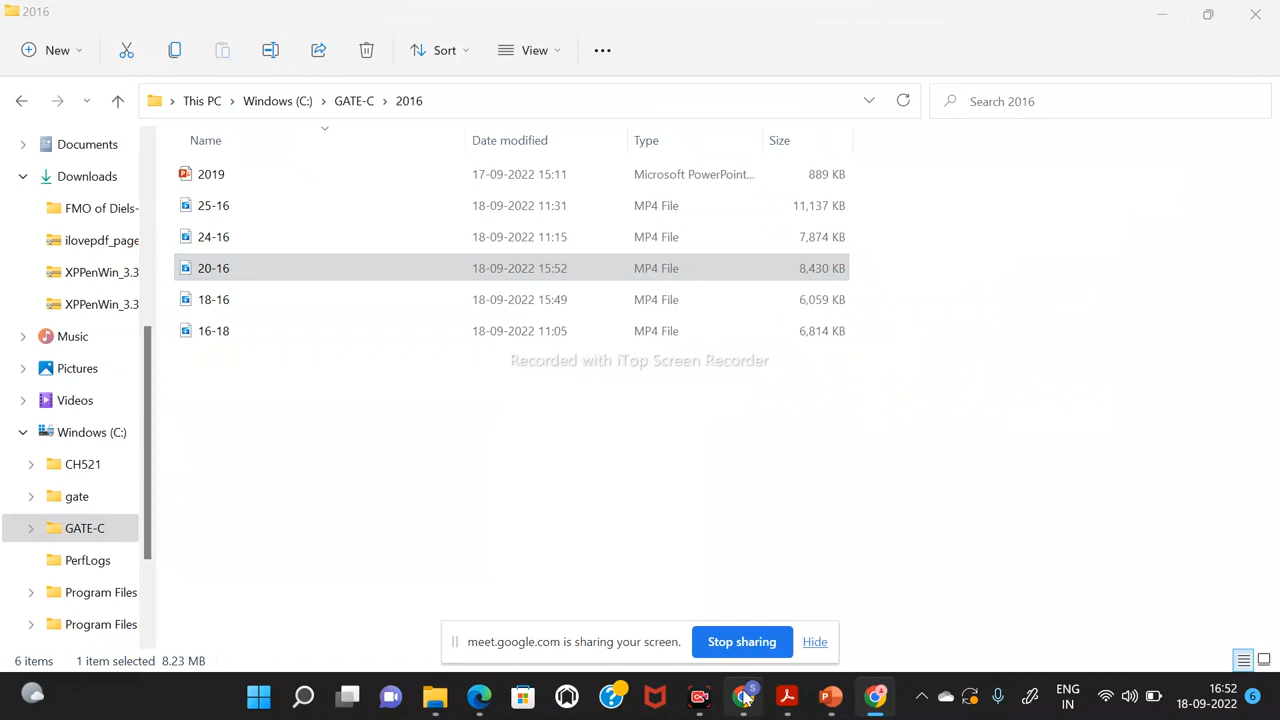 2016
New
Sort
View
This PC > Windows (C:) > GATE-C > 2016
Search 2016
Name Date modified Type Size
2019 17-09-2022 15:11 Microsoft PowerPoint... 889 KB
25-16 18-09-2022 11:31 MP4 File 11,137 KB
24-16 18-09-2022 11:15 MP4 File 7,874 KB
20-16 18-09-2022 15:52 MP4 File 8,430 KB
18-16 18-09-2022 15:49 MP4 File 6,059 KB
16-18 18-09-2022 11:05 MP4 File 6,814 KB
Documents
Downloads
FMO of Diels-
ilovepdf_page
XPPenWin_3.3
XPPenWin_3.3
Music
Pictures
Videos
Windows (C:)
CH521
gate
GATE-C
PerfLogs
Program Files
Program Files
Recorded with iTop Screen Recorder
meet.google.com is sharing your screen.
Stop sharing
Hide
6 items 1 item selected 8.23 MB
S
ENG
IN
16:52
18-09-2022
6